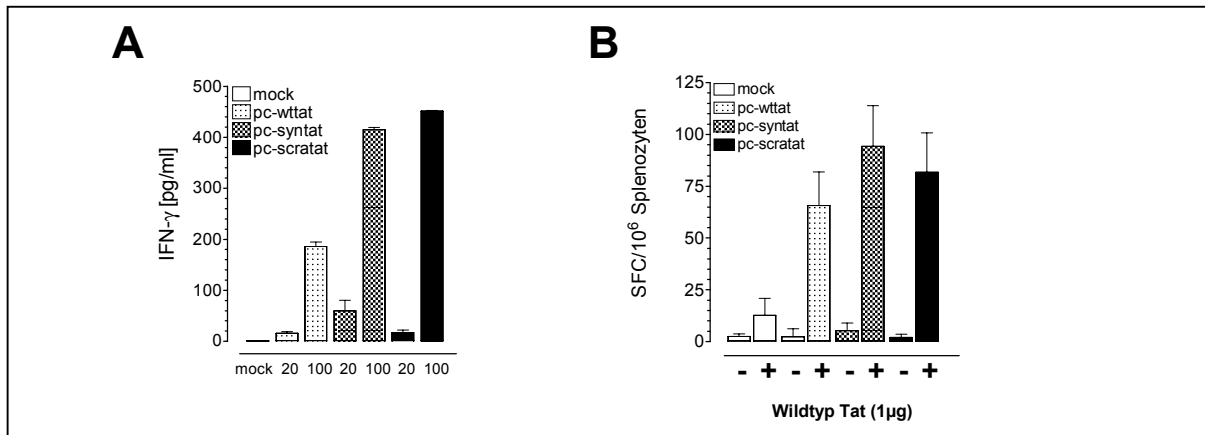 A
IFN-γ [pg/ml]
500
400
300
200
100
0
mock
pc-wttat
pc-syntat
pc-scratat
mock 20 100 20 100 20 100
B
SFC/10⁶ Splenozyten
125
100
75
50
25
0
mock
pc-wttat
pc-syntat
pc-scratat
- + - + - + - +
Wildtyp Tat (1µg)